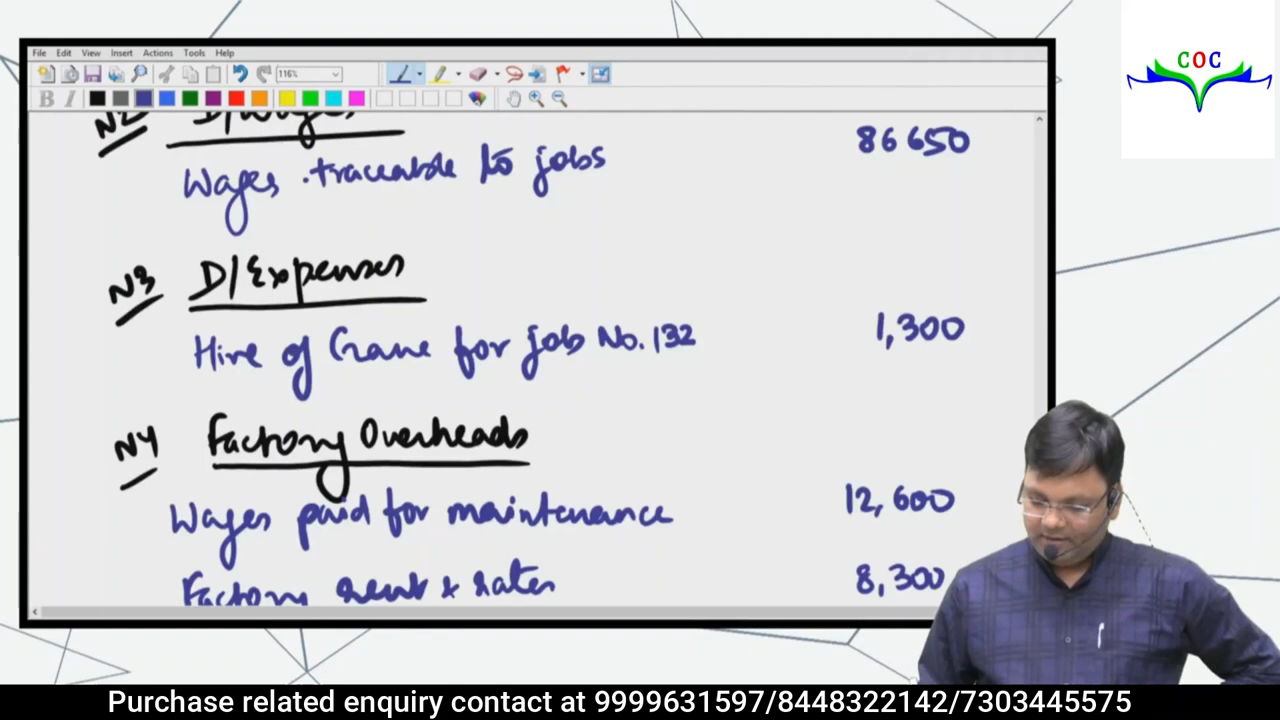 COC
File Edit View Insert Actions Tools Help
116%
N2 D/Wages
Wages traceable to jobs 86650
N3 D/Expenses
Hire of Crane for job No. 132 1,300
N4 Factory Overheads
Wages paid for maintenance 12,600
Factory rent & rates 8,300
Purchase related enquiry contact at 9999631597/8448322142/7303445575